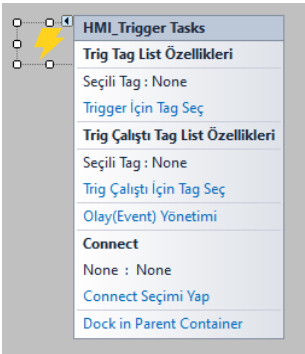 HMI_Trigger Tasks
Trig Tag List Özellikleri
Seçili Tag : None
Trigger İçin Tag Seç
Trig Çalıştı Tag List Özellikleri
Seçili Tag : None
Trig Çalıştı İçin Tag Seç
Olay(Event) Yönetimi
Connect
None : None
Connect Seçimi Yap
Dock in Parent Container